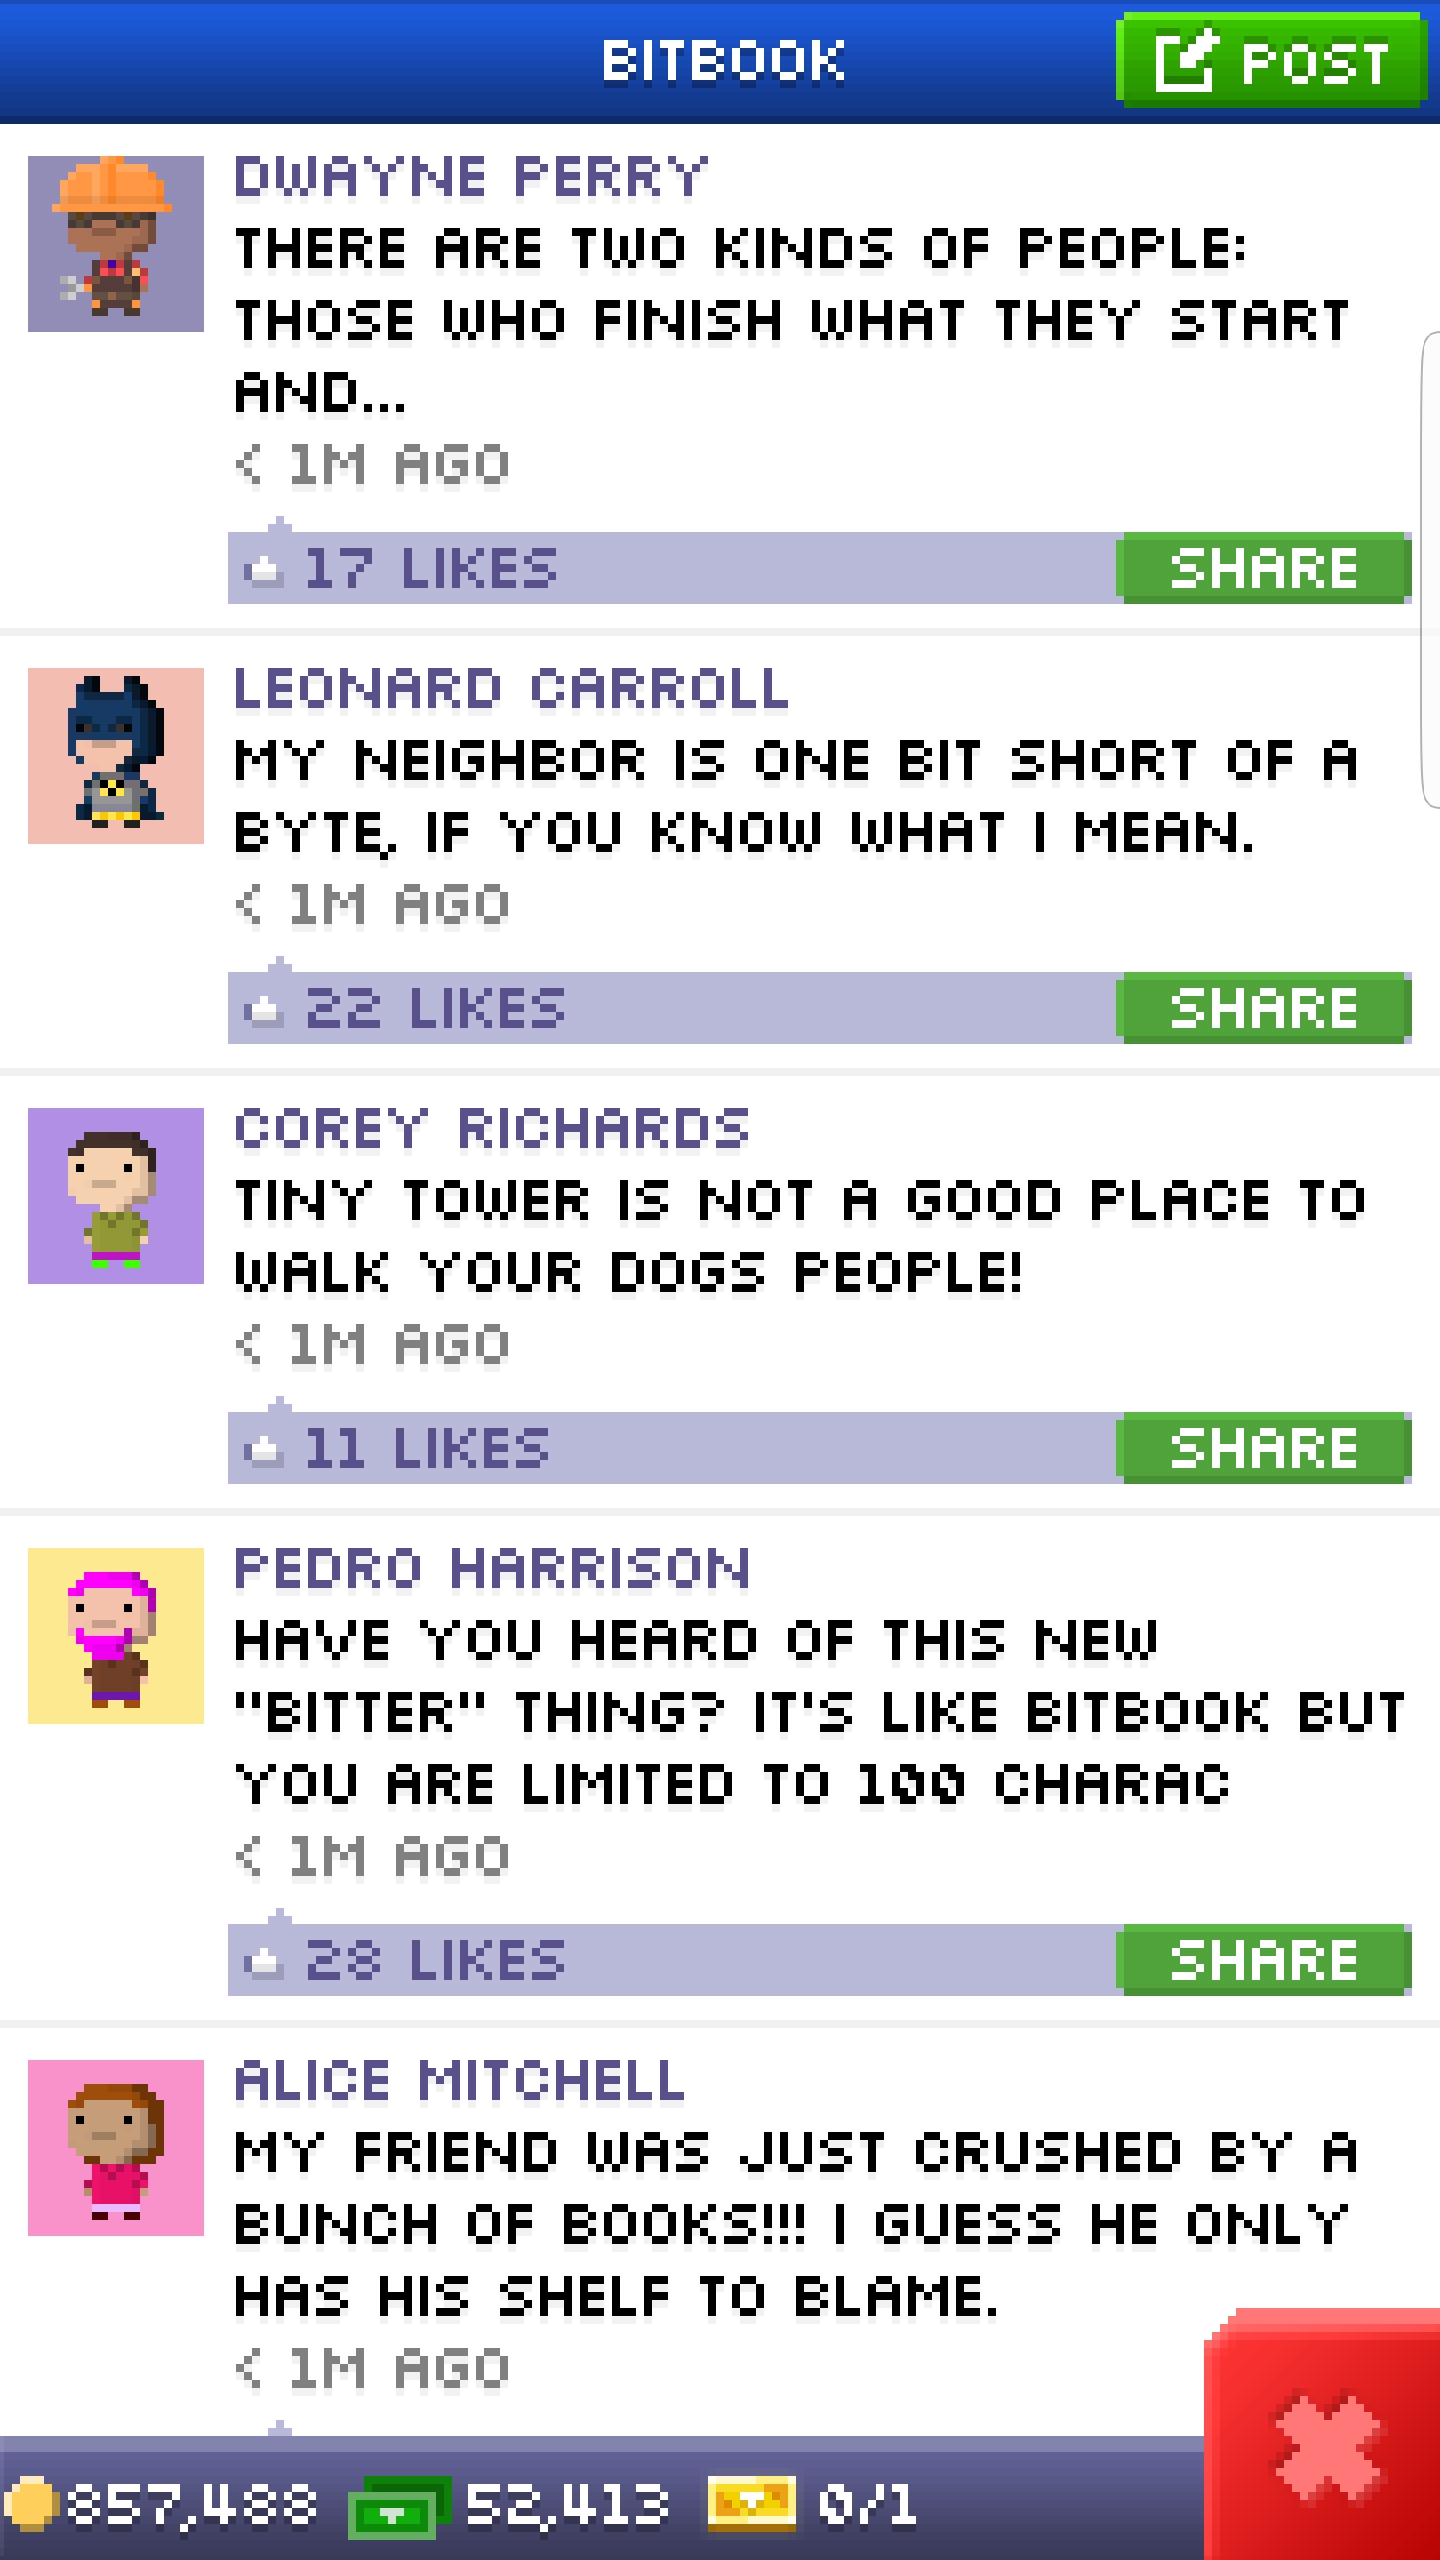 BITBOOK
POST
DWAYNE PERRY
THERE ARE TWO KINDS OF PEOPLE:
THOSE WHO FINISH WHAT THEY START
AND...
< 1M AGO
17 LIKES
SHARE
LEONARD CARROLL
MY NEIGHBOR IS ONE BIT SHORT OF A
BYTE, IF YOU KNOW WHAT I MEAN.
< 1M AGO
22 LIKES
SHARE
COREY RICHARDS
TINY TOWER IS NOT A GOOD PLACE TO
WALK YOUR DOGS PEOPLE!
< 1M AGO
11 LIKES
SHARE
PEDRO HARRISON
HAVE YOU HEARD OF THIS NEW
"BITTER" THING? IT'S LIKE BITBOOK BUT
YOU ARE LIMITED TO 100 CHARAC
< 1M AGO
28 LIKES
SHARE
ALICE MITCHELL
MY FRIEND WAS JUST CRUSHED BY A
BUNCH OF BOOKS!!! I GUESS HE ONLY
HAS HIS SHELF TO BLAME.
< 1M AGO
857,488 52,413 0/1